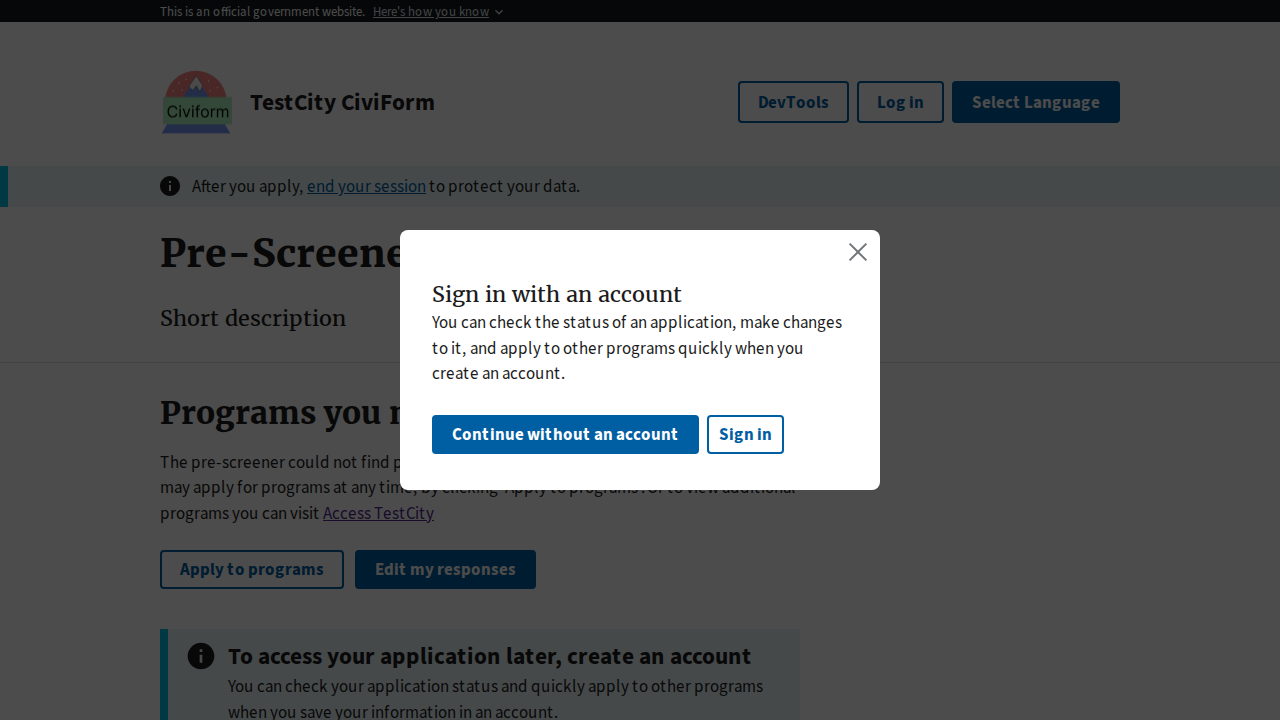 This is an official government website. Here's how you know
Civiform
TestCity CiviForm
DevTools
Log in
Select Language
After you apply, end your session to protect your data.
Pre-Screene
Short description
Sign in with an account
You can check the status of an application, make changes
to it, and apply to other programs quickly when you
create an account.
Continue without an account
Sign in
Programs you
The pre-screener could not find
may apply for programs at any time, by clicking "Apply to programs". Or to view additional
programs you can visit Access TestCity
Apply to programs
Edit my responses
To access your application later, create an account
You can check your application status and quickly apply to other programs
when you save your information in an account.